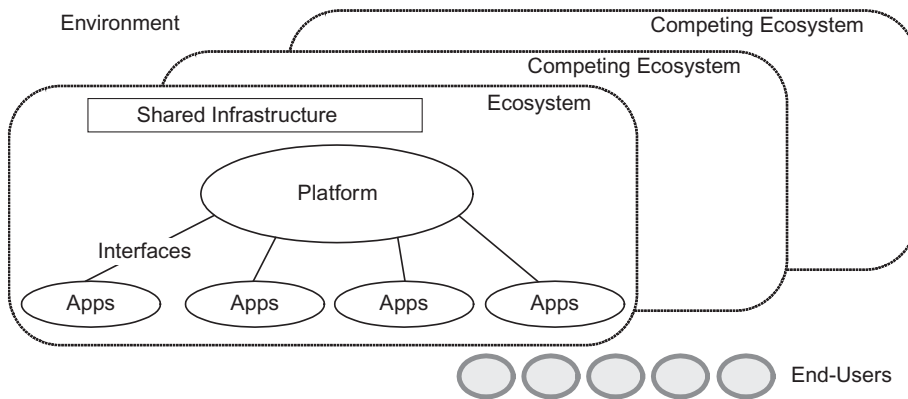 Environment
Competing Ecosystem
Competing Ecosystem
Ecosystem
Shared Infrastructure
Platform
Interfaces
Apps
Apps
Apps
Apps
End-Users